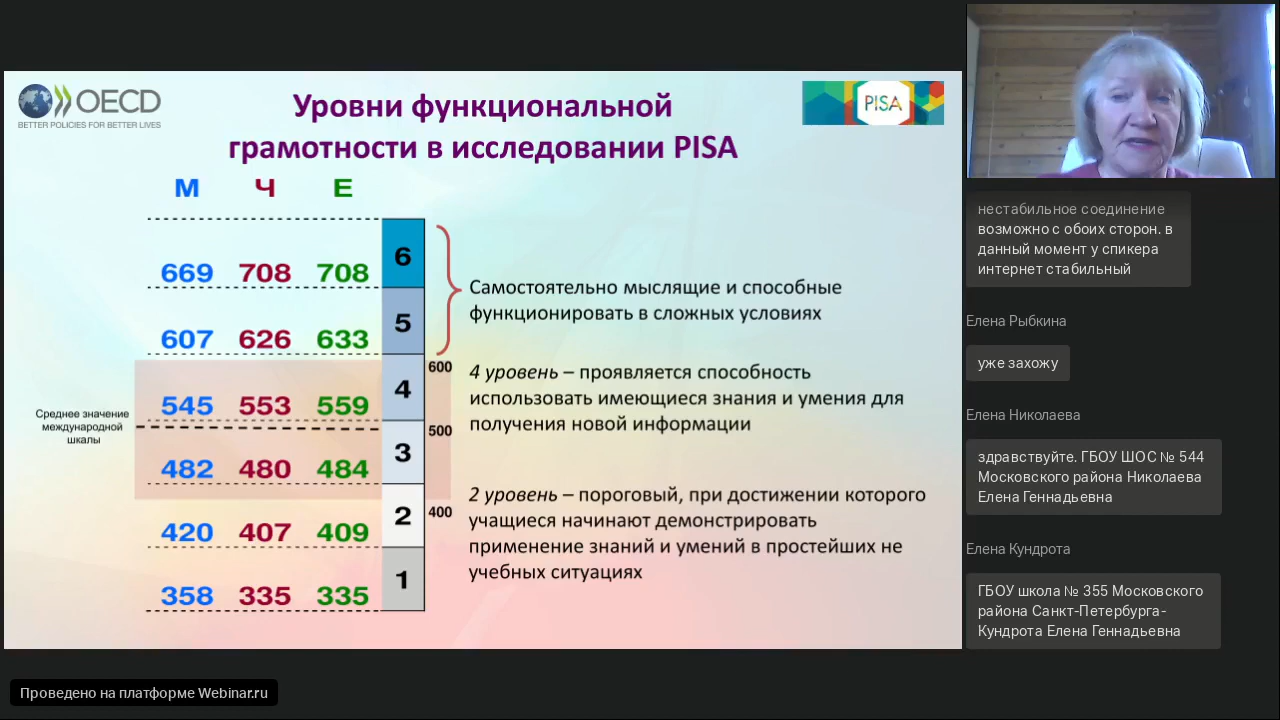 OECD
BETTER POLICIES FOR BETTER LIVES
PISA
Уровни функциональной
грамотности в исследовании PISA
М Ч Е
669 708 708 6
607 626 633 5
545 553 559 4
482 480 484 3
420 407 409 2
358 335 335 1
600
500
400
Среднее значение
международной
шкалы
Самостоятельно мыслящие и способные
функционировать в сложных условиях
4 уровень – проявляется способность
использовать имеющиеся знания и умения для
получения новой информации
2 уровень – пороговый, при достижении которого
учащиеся начинают демонстрировать
применение знаний и умений в простейших не
учебных ситуациях
нестабильное соединение
возможно с обоих сторон. в
данный момент у спикера
интернет стабильный
Елена Рыбкина
уже захожу
Елена Николаева
здравствуйте. ГБОУ ШОС № 544
Московского района Николаева
Елена Геннадьевна
Елена Кундрота
ГБОУ школа № 355 Московского
района Санкт-Петербурга-
Кундрота Елена Геннадьевна
Проведено на платформе Webinar.ru